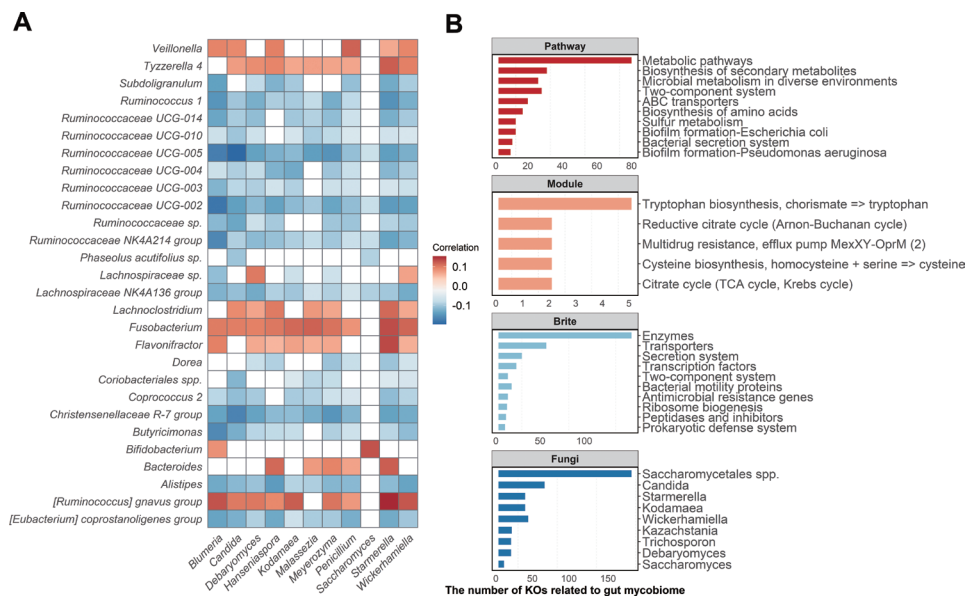 A
Veillonella
Tyzzerella 4
Subdoligranulum
Ruminococcus 1
Ruminococcaceae UCG-014
Ruminococcaceae UCG-010
Ruminococcaceae UCG-005
Ruminococcaceae UCG-004
Ruminococcaceae UCG-003
Ruminococcaceae UCG-002
Ruminococcaceae sp.
Ruminococcaceae NK4A214 group
Phaseolus acutifolius sp.
Lachnospiraceae sp.
Lachnospiraceae NK4A136 group
Lachnoclostridium
Fusobacterium
Flavonifractor
Dorea
Coriobacteriales spp.
Coprococcus 2
Christensenellaceae R-7 group
Butyricimonas
Bifidobacterium
Bacteroides
Alistipes
[Ruminococcus] gnavus group
[Eubacterium] coprostanoligenes group
Blumeria
Candida
Debaryomyces
Hanseniaspora
Kodamaea
Malassezia
Meyerozyma
Penicillium
Saccharomyces
Starmerella
Wickerhamiella
Correlation
0.1
0.0
-0.1
B
Pathway
Metabolic pathways
Biosynthesis of secondary metabolites
Microbial metabolism in diverse environments
Two-component system
ABC transporters
Biosynthesis of amino acids
Sulfur metabolism
Biofilm formation-Escherichia coli
Bacterial secretion system
Biofilm formation-Pseudomonas aeruginosa
0 20 40 60 80
Module
Tryptophan biosynthesis, chorismate => tryptophan
Reductive citrate cycle (Arnon-Buchanan cycle)
Multidrug resistance, efflux pump MexXY-OprM (2)
Cysteine biosynthesis, homocysteine + serine => cysteine
Citrate cycle (TCA cycle, Krebs cycle)
0 1 2 3 4 5
Brite
Enzymes
Transporters
Secretion system
Transcription factors
Two-component system
Bacterial motility proteins
Antimicrobial resistance genes
Ribosome biogenesis
Peptidases and inhibitors
Prokaryotic defense system
0 50 100
Fungi
Saccharomycetales spp.
Candida
Starmerella
Kodamaea
Wickerhamiella
Kazachstania
Trichosporon
Debaryomyces
Saccharomyces
0 50 100 150
The number of KOs related to gut mycobiome